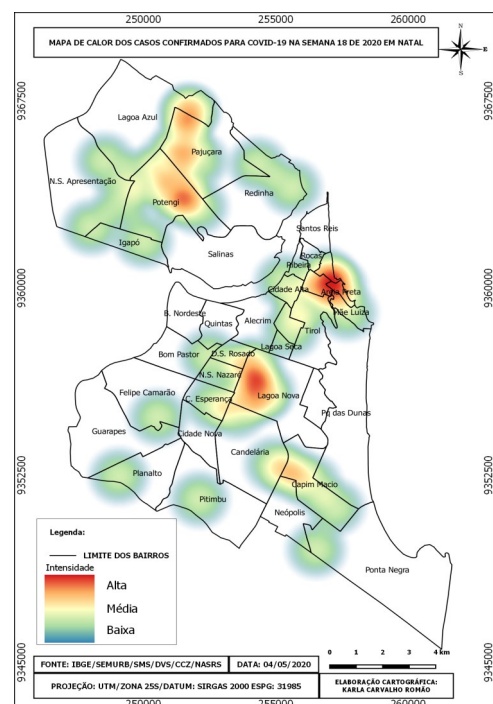 250000 255000 260000
MAPA DE CALOR DOS CASOS CONFIRMADOS PARA COVID-19 NA SEMANA 18 DE 2020 EM NATAL
E
9367500 9367500
Lagoa Azul
Pajuçara
N.S. Apresentação
Redinha
Potengi
Santos Reis
Igapó
Salinas
Rocas
Ribeira
9360000 9360000
Cidade Alta
Areia Preta
Mãe Luiza
B. Nordeste
Quintas
Alecrim
Tirol
Lagoa Seca
Bom Pastor
D.S. Rosado
N.S. Nazaré
Felipe Camarão
Lagoa Nova
C. Esperança
Pq das Dunas
Guarapes
Cidade Nova
Candelária
9352500 9352500
Planalto
Capim Macio
Pitimbu
Neópolis
Ponta Negra
Legenda:
LIMITE DOS BAIRROS
Intensidade
Alta
Média
Baixa
0 1 2 3 4 km
9345000 9345000
FONTE: IBGE/SEMURB/SMS/DVS/CCZ/NASRS
DATA: 04/05/2020
PROJEÇÃO: UTM/ZONA 25S/DATUM: SIRGAS 2000 ESPG: 31985
ELABORAÇÃO CARTOGRÁFICA:
KARLA CARVALHO ROMÃO
250000 255000 260000